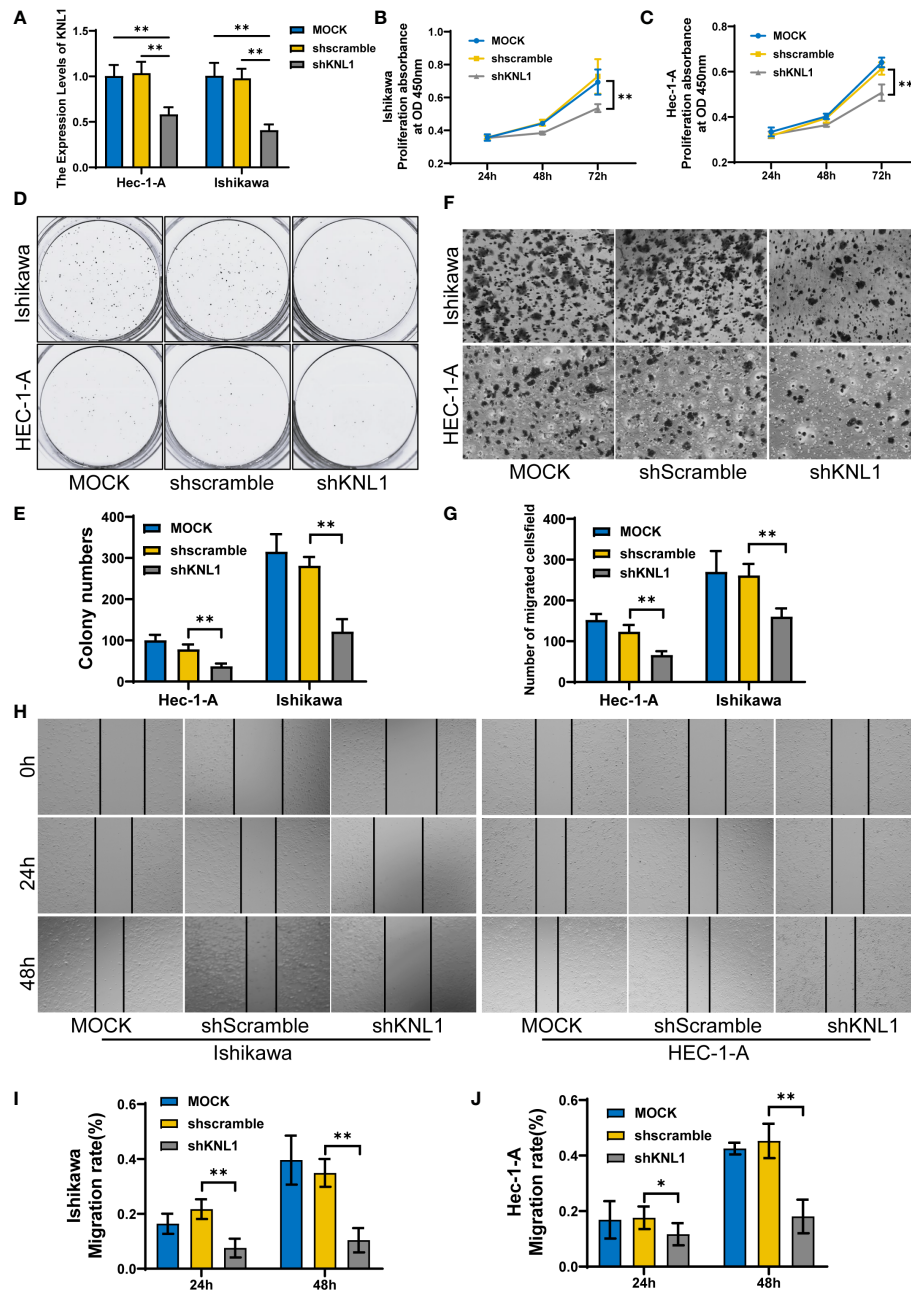 A
The Expression Levels of KNL1
1.5
1.0
0.5
0.0
**
**
**
**
MOCK
shscramble
shKNL1
Hec-1-A
Ishikawa
B
Ishikawa
Proliferation absorbance
at OD 450nm
1.0
0.8
0.6
0.4
0.2
MOCK
shscramble
shKNL1
**
24h
48h
72h
C
Hec-1-A
Proliferation absorbance
at OD 450nm
0.8
0.6
0.4
0.2
MOCK
shscramble
shKNL1
**
24h
48h
72h
D
Ishikawa
HEC-1-A
MOCK
shscramble
shKNL1
F
Ishikawa
HEC-1-A
MOCK
shScramble
shKNL1
E
Colony numbers
400
300
200
100
0
MOCK
shscramble
shKNL1
**
**
Hec-1-A
Ishikawa
G
Number of migrated cellsfield
400
300
200
100
0
MOCK
shscramble
shKNL1
**
**
Hec-1-A
Ishikawa
H
0h
24h
48h
MOCK
shScramble
shKNL1
Ishikawa
MOCK
shScramble
shKNL1
HEC-1-A
I
Ishikawa
Migration rate(%)
0.6
0.4
0.2
0.0
MOCK
shscramble
shKNL1
**
**
24h
48h
J
Hec-1-A
Migration rate(%)
0.6
0.4
0.2
0.0
MOCK
shscramble
shKNL1
*
**
24h
48h